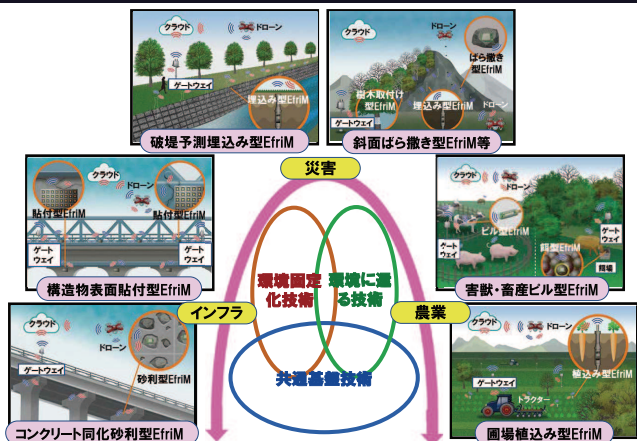 クラウド
ドローン
ゲートウェイ
埋込み型EfriM
破堤予測埋込み型EfriM
クラウド
ドローン
ばら撒き
型EfriM
樹木取付け
型EfriM
埋込み型EfriM
ゲートウェイ
ドローン
斜面ばら撒き型EfriM等
災害
クラウド
ドローン
貼付型EfriM
貼付型EfriM
ゲート
ウェイ
ゲート
ウェイ
構造物表面貼付型EfriM
クラウド
ドローン
ピル型EfriM
ゲート
ウェイ
餌型EfriM
ゲート
ウェイ
餌場
害獣・畜産ピル型EfriM
環境固定
化技術
環境に還
る技術
共通基盤技術
インフラ
農業
クラウド
ドローン
ゲートウェイ
砂利型EfriM
コンクリート同化砂利型EfriM
クラウド
ドローン
ゲートウェイ
植込み型EfriM
トラクター
圃場植込み型EfriM